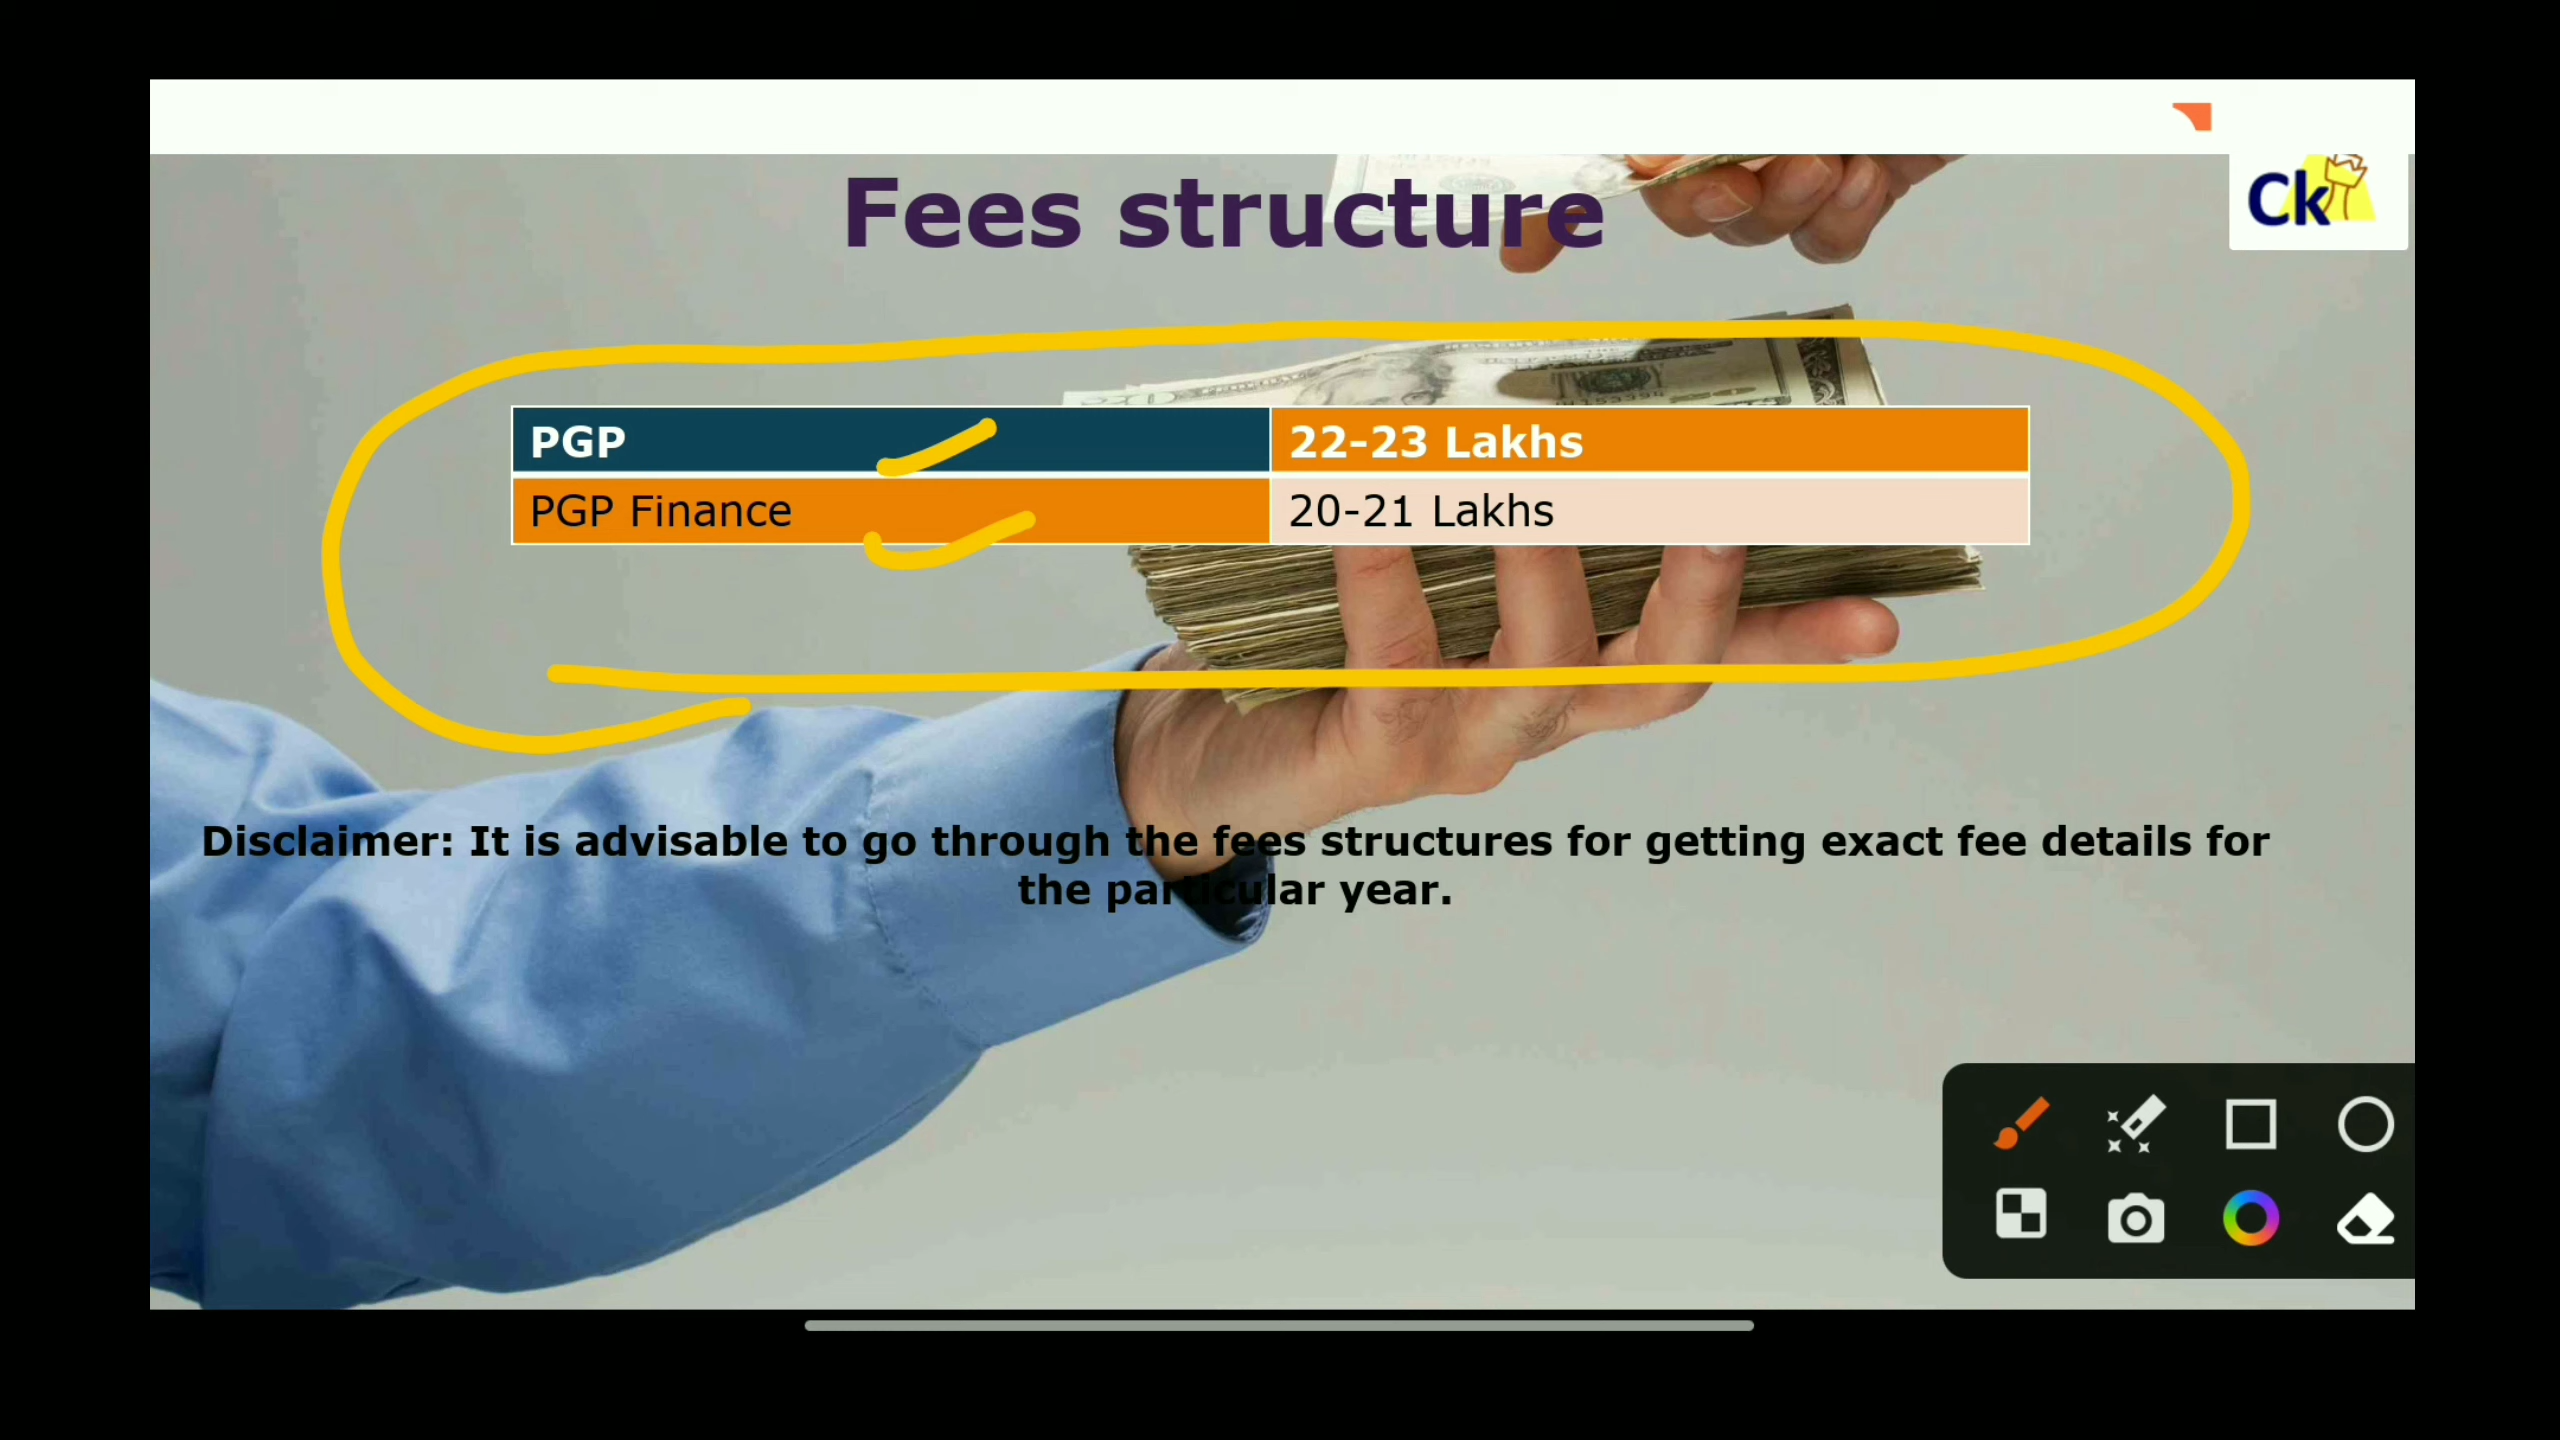 Ck
Fees structure
PGP 22-23 Lakhs
PGP Finance 20-21 Lakhs
Disclaimer: It is advisable to go through the fees structures for getting exact fee details for
the particular year.